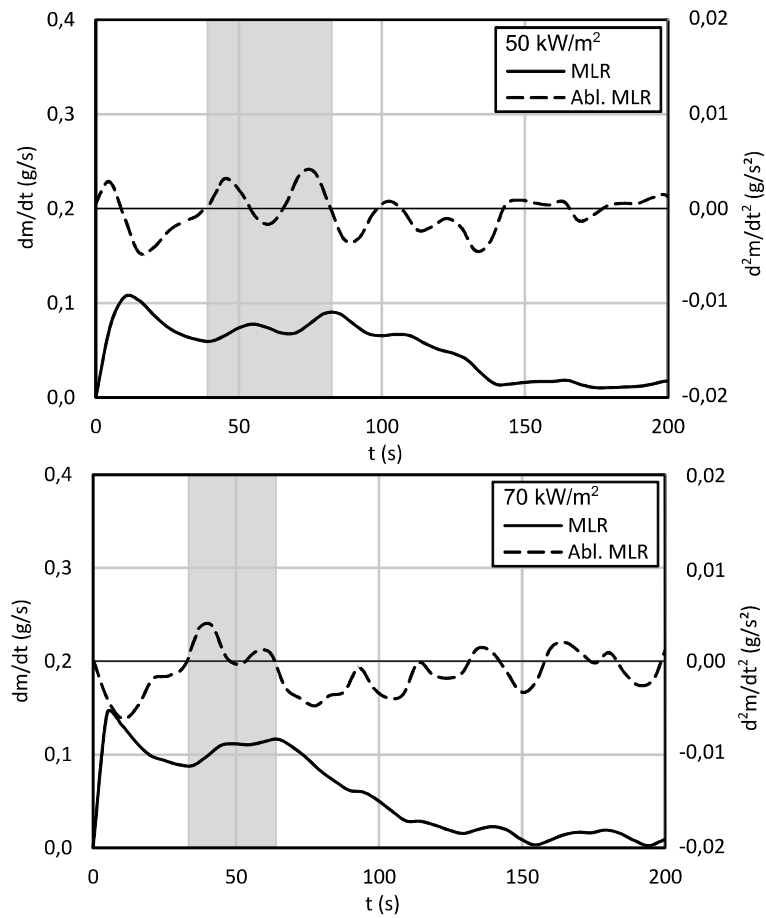 50 kW/m²
MLR
Abl. MLR
dm/dt (g/s)
0,4
0,3
0,2
0,1
0,0
0,02
0,01
0,00
-0,01
-0,02
d²m/dt² (g/s²)
0
50
100
150
200
t (s)
70 kW/m²
MLR
Abl. MLR
dm/dt (g/s)
0,4
0,3
0,2
0,1
0,0
0,02
0,01
0,00
-0,01
-0,02
d²m/dt² (g/s²)
0
50
100
150
200
t (s)